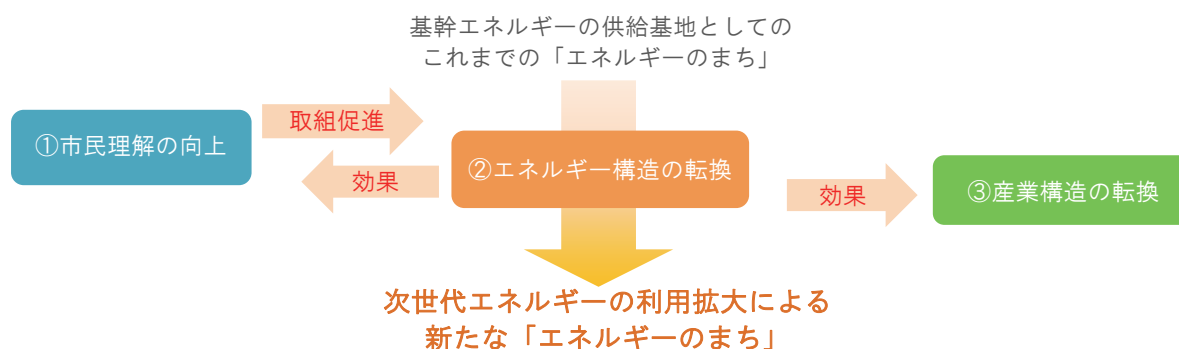 基幹エネルギーの供給基地としての
これまでの「エネルギーのまち」
取組促進
①市民理解の向上
②エネルギー構造の転換
効果
効果
③産業構造の転換
次世代エネルギーの利用拡大による
新たな「エネルギーのまち」